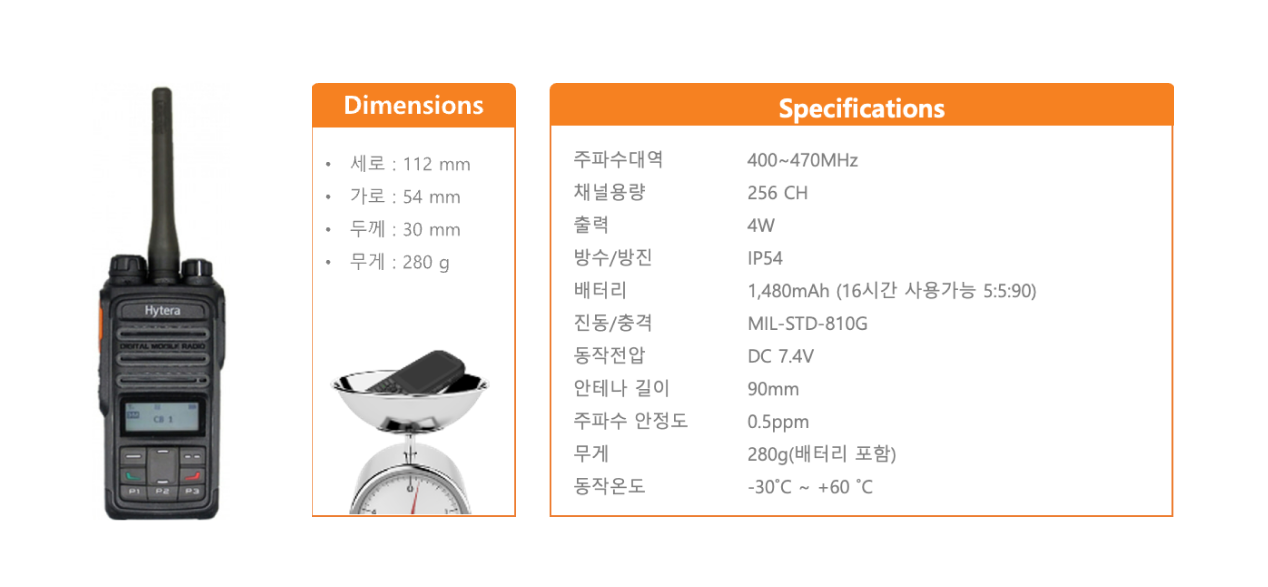 Dimensions
• 세로 : 112 mm
• 가로 : 54 mm
• 두께 : 30 mm
• 무게 : 280 g
Specifications
주파수대역 400~470MHz
채널용량 256 CH
출력 4W
방수/방진 IP54
배터리 1,480mAh (16시간 사용가능 5:5:90)
진동/충격 MIL-STD-810G
동작전압 DC 7.4V
안테나 길이 90mm
주파수 안정도 0.5ppm
무게 280g(배터리 포함)
동작온도 -30˚C ~ +60 ˚C
Hytera
DIGITAL MOBILE RADIO
CH 1
P1 P2 P3
0